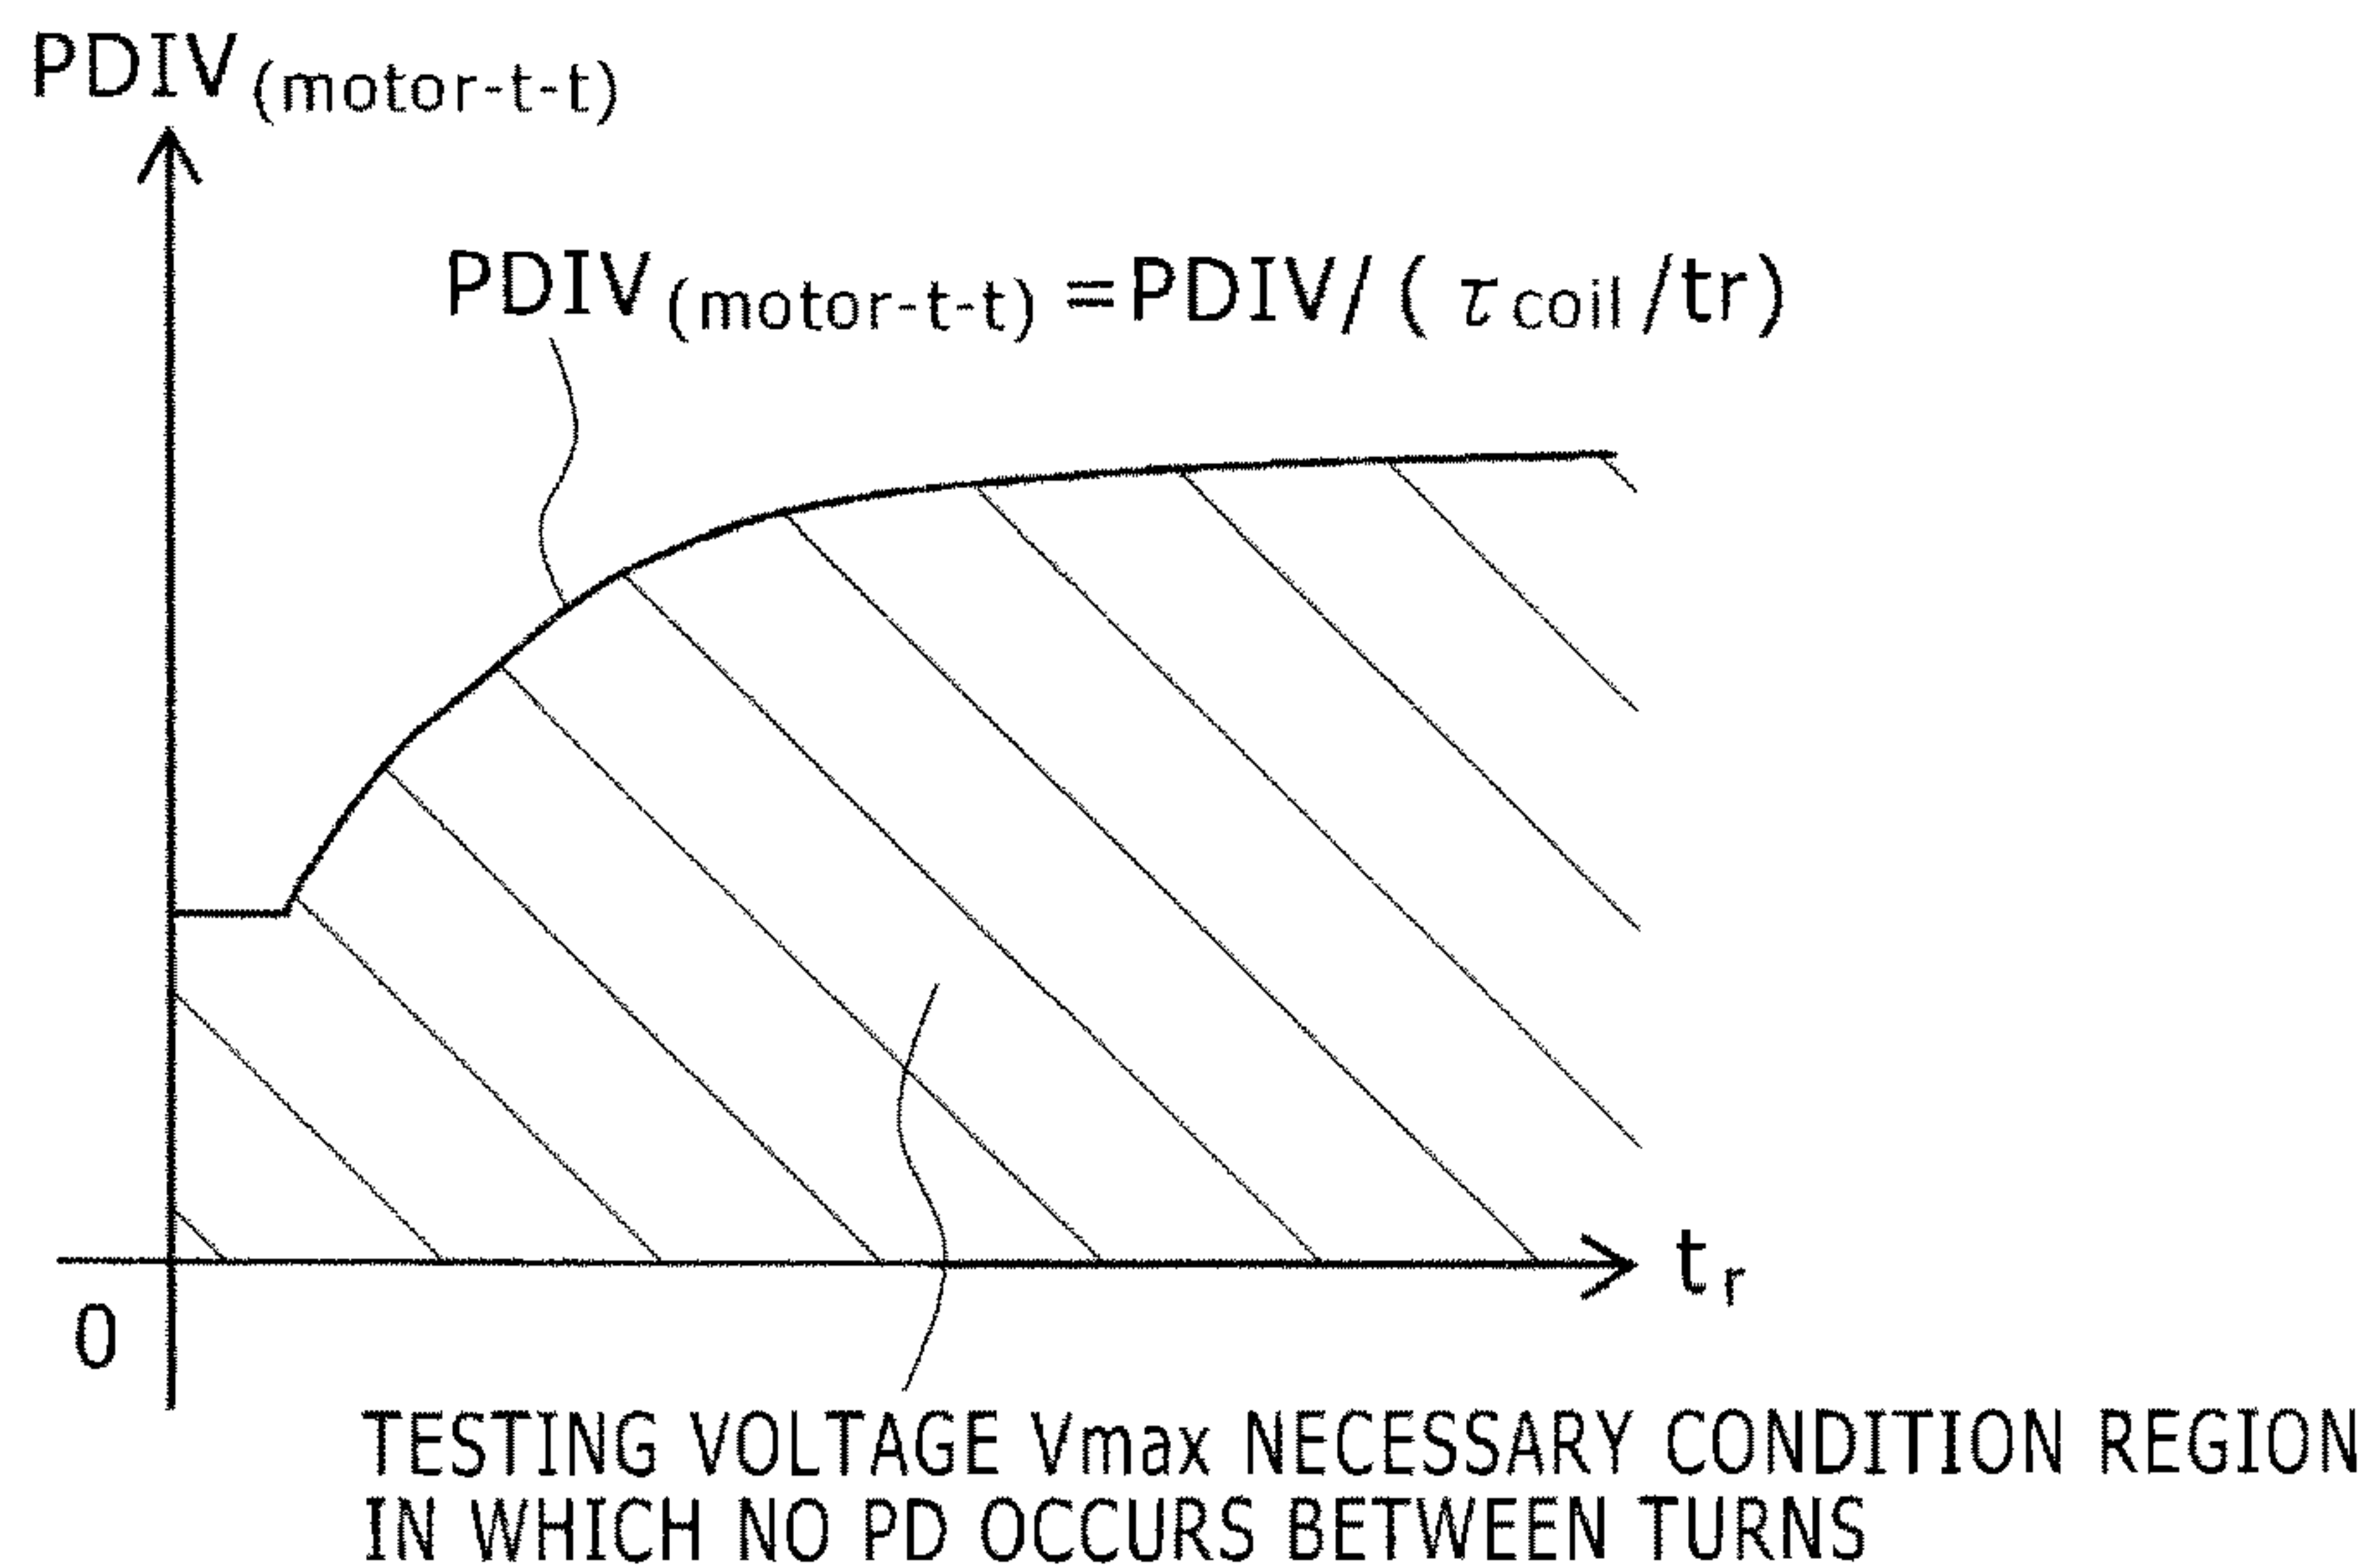 PDIV(motor-t-t)
PDIV(motor-t-t)=PDIV/(τcoil/tr)
tr
0
TESTING VOLTAGE Vmax NECESSARY CONDITION REGION
IN WHICH NO PD OCCURS BETWEEN TURNS